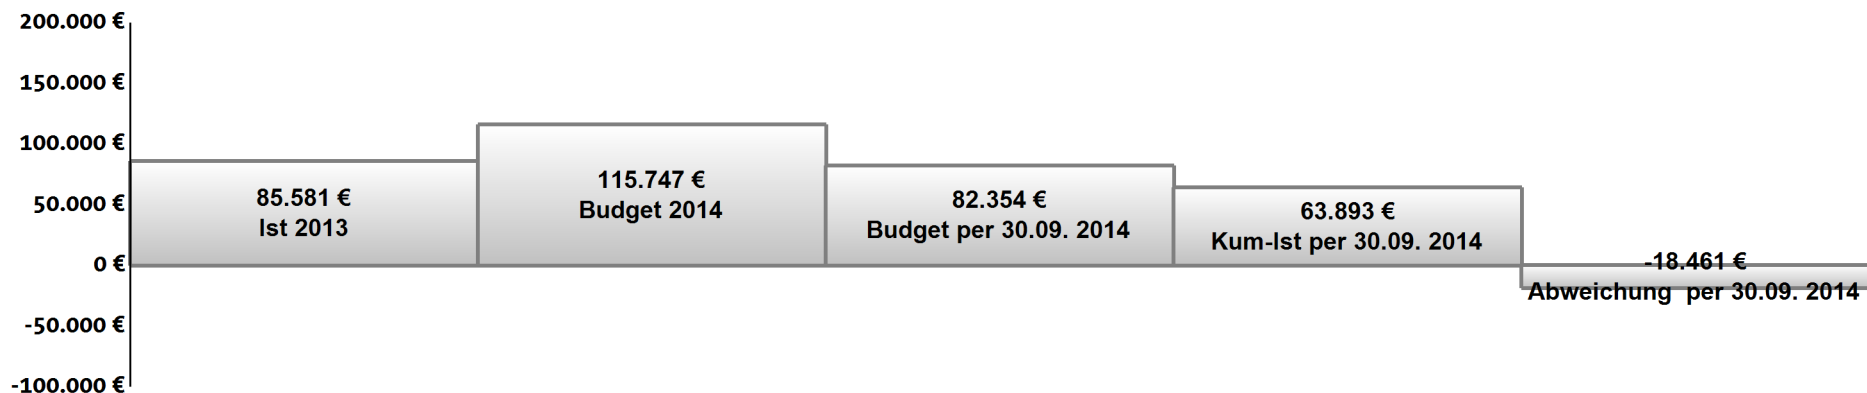 200.000 €
150.000 €
100.000 €
50.000 €
0 €
-50.000 €
-100.000 €
85.581 €
Ist 2013
115.747 €
Budget 2014
82.354 €
Budget per 30.09. 2014
63.893 €
Kum-Ist per 30.09. 2014
-18.461 €
Abweichung  per 30.09. 2014